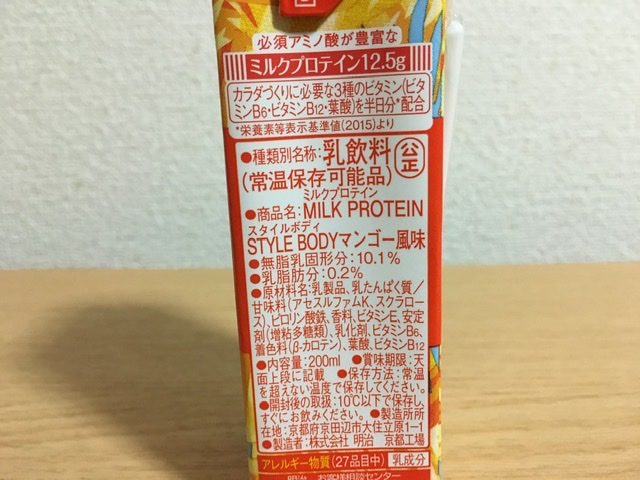 必須アミノ酸が豊富な
ミルクプロテイン12.5g
カラダづくりに必要な3種のビタミン(ビタ
ミンB6・ビタミンB12・葉酸)を半日分*配合
*栄養素等表示基準値(2015)より
●種類別名称:乳飲料 公正
(常温保存可能品)
ミルクプロテイン
●商品名:MILK PROTEIN
スタイルボディ
STYLE BODYマンゴー風味
●無脂乳固形分:10.1%
●乳脂肪分:0.2%
●原材料名:乳製品、乳たんぱく質/
甘味料(アセスルファムK、スクラロー
ス)、ピロリン酸鉄、香料、ビタミンE、安定
剤(増粘多糖類)、乳化剤、ビタミンB6、
着色料(β-カロテン)、葉酸、ビタミンB12
●内容量:200ml ●賞味期限:天
面上段に記載 ●保存方法:常温
を超えない温度で保存してください。
●開封後の取扱:10℃以下で保存し、
すぐにお飲みください。●製造所所
在地:京都府京田辺市大住立原1-1
●製造者:株式会社 明治 京都工場
アレルギー物質(27品目中) 乳成分
明治 お客様相談センター